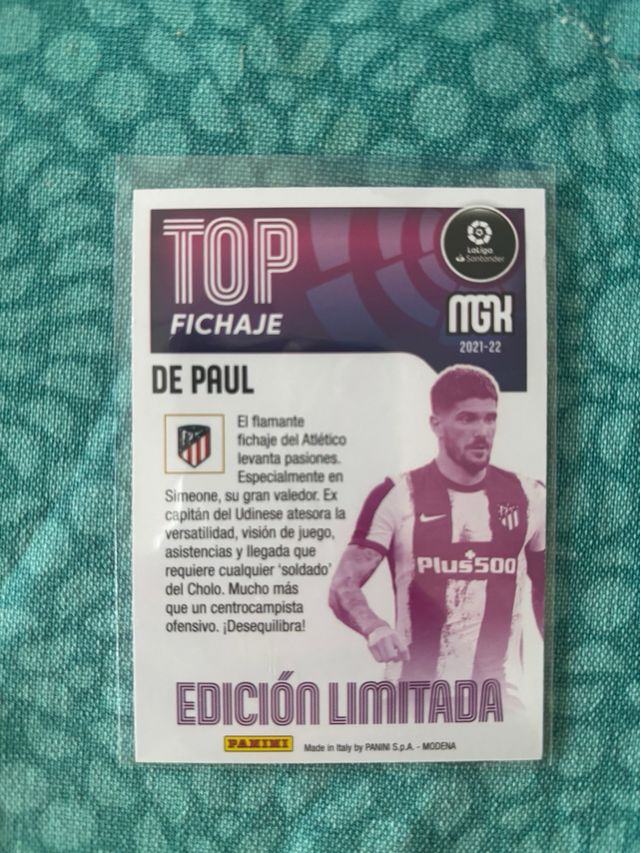 TOP
FICHAJE
LaLiga
Santander
MGK
2021-22
DE PAUL
El flamante
fichaje del Atlético
levanta pasiones.
Especialmente en
Simeone, su gran valedor. Ex
capitán del Udinese atesora la
versatilidad, visión de juego,
asistencias y llegada que
requiere cualquier ‘soldado’
del Cholo. Mucho más
que un centrocampista
ofensivo. ¡Desequilibra!
Plus500
EDICIÓN LIMITADA
PANINI
Made in Italy by PANINI S.p.A. - MODENA